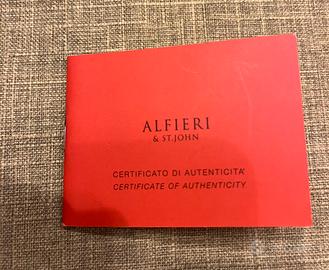 ALFIERI
& ST.JOHN
CERTIFICATO DI AUTENTICITA'
CERTIFICATE OF AUTHENTICITY